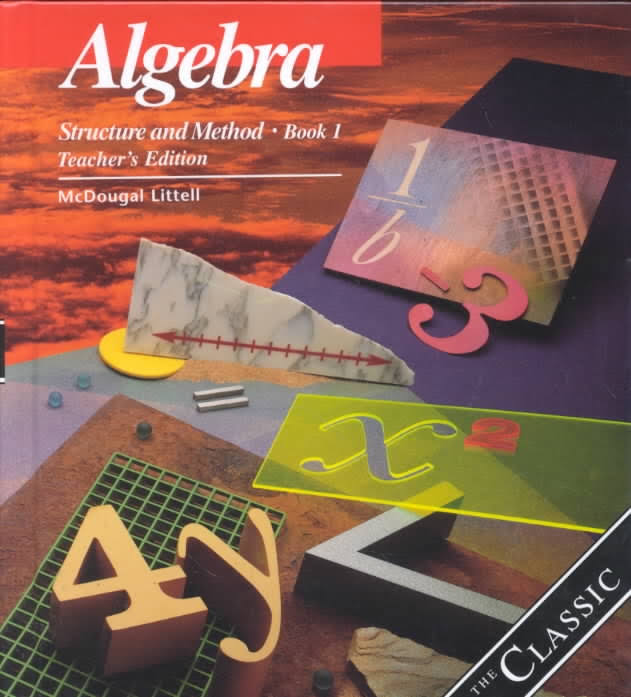 Algebra
Structure and Method · Book 1
Teacher's Edition
McDougal Littell
1
b
-3
x²
4y
<
THE CLASSIC